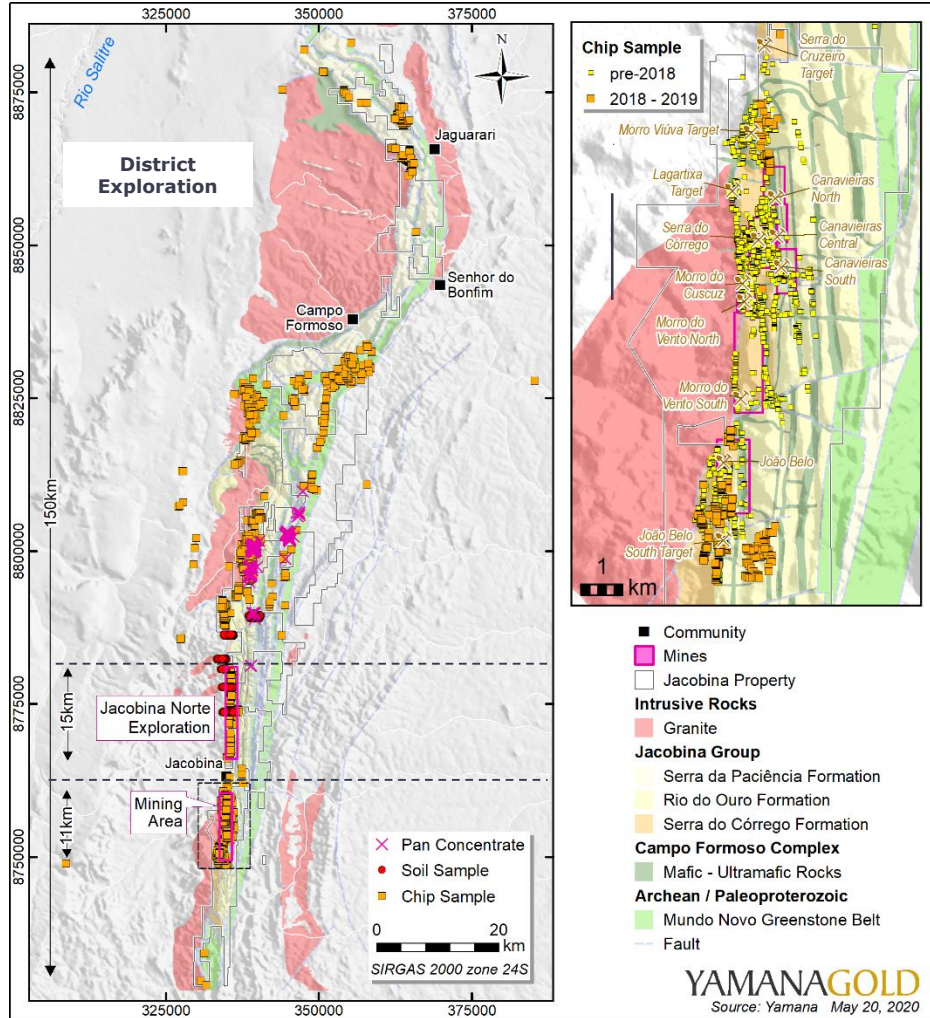 325000
350000
375000
Rio Salitre
N
8875000
8850000
8825000
8800000
8775000
8750000
District
Exploration
Jaguarari
Senhor do
Bonfim
Campo
Formoso
150km
15km
11km
Jacobina Norte
Exploration
Jacobina
Mining
Area
Pan Concentrate
Soil Sample
Chip Sample
0
20
km
SIRGAS 2000 zone 24S
325000
350000
375000
Chip Sample
pre-2018
2018 - 2019
Serra do
Cruzeiro
Target
Morro Viúva Target
Lagartixa
Target
Canavieiras
North
Serra do
Córrego
Canavieiras
Central
Canavieiras
South
Morro do
Cuscuz
Morro do
Vento North
Morro do
Vento South
João Belo
João Belo
South Target
1
km
Community
Mines
Jacobina Property
Intrusive Rocks
Granite
Jacobina Group
Serra da Paciência Formation
Rio do Ouro Formation
Serra do Córrego Formation
Campo Formoso Complex
Mafic - Ultramafic Rocks
Archean / Paleoproterozoic
Mundo Novo Greenstone Belt
Fault
YAMANAGOLD
Source: Yamana May 20, 2020